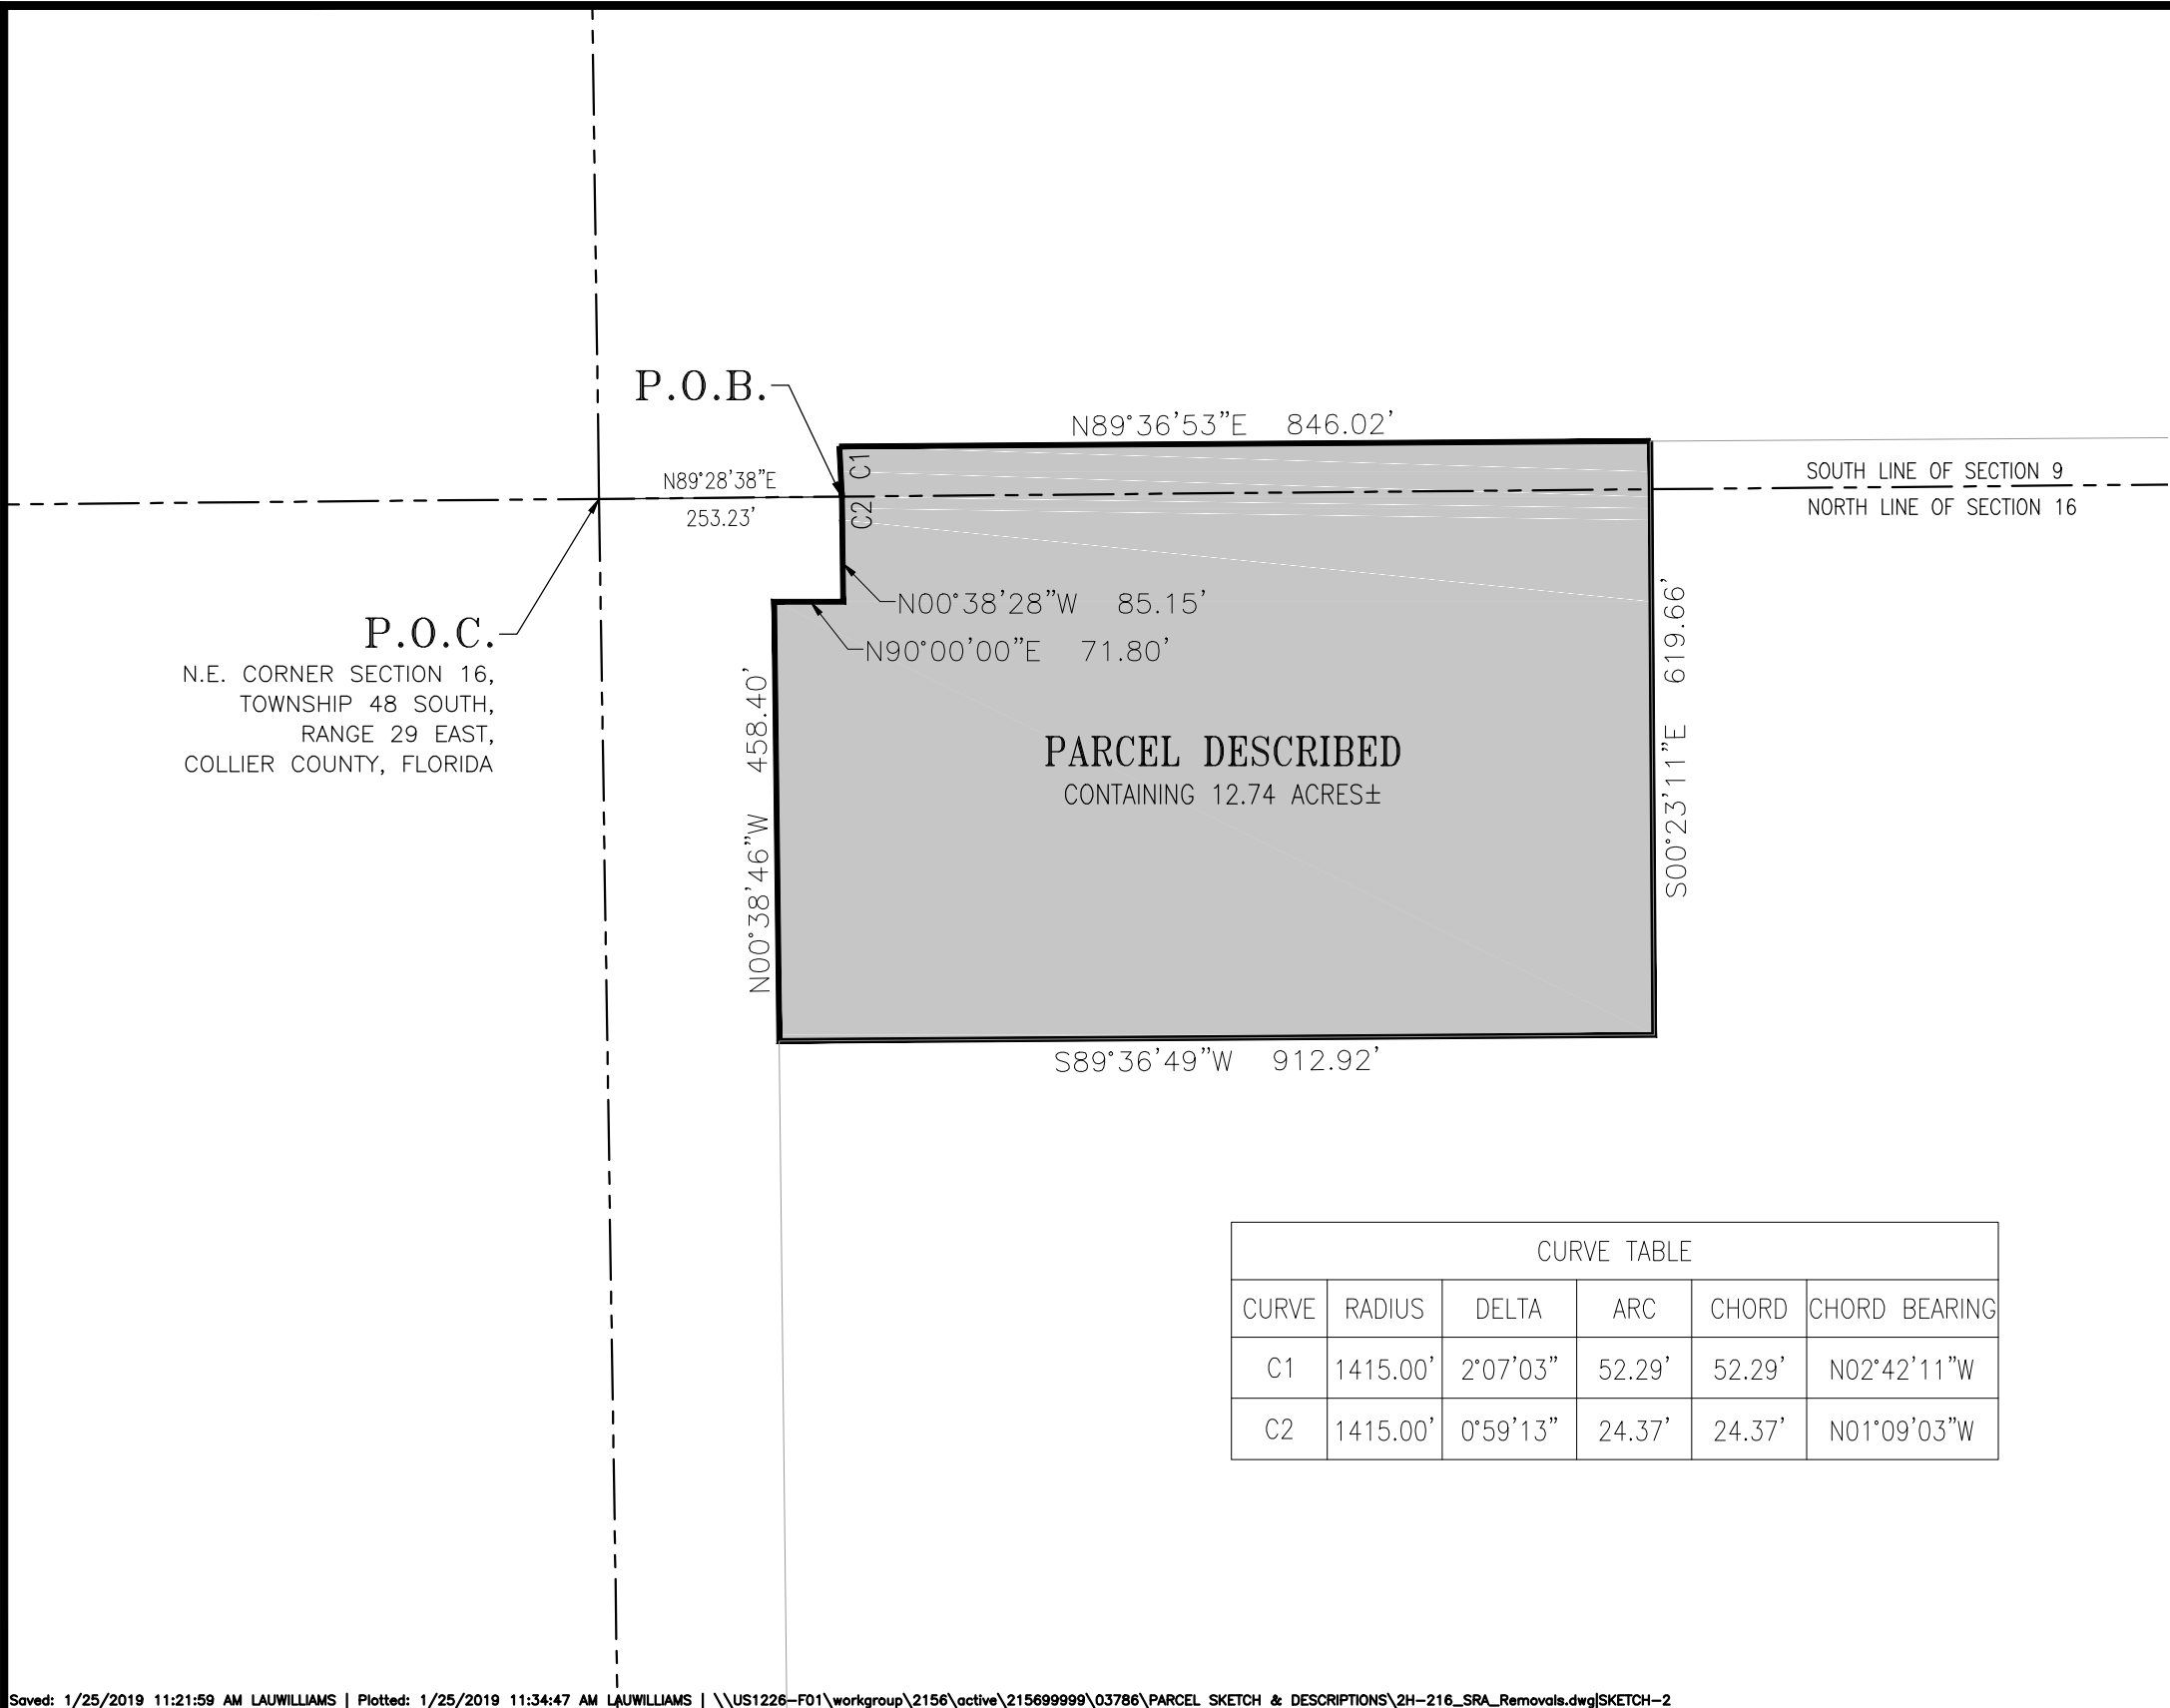 P.O.B.
N89°36'53"E 846.02'
C1
N89°28'38"E
253.23'
C2
SOUTH LINE OF SECTION 9
NORTH LINE OF SECTION 16
N00°38'28"W 85.15'
N90°00'00"E 71.80'
P.O.C.
N.E. CORNER SECTION 16,
TOWNSHIP 48 SOUTH,
RANGE 29 EAST,
COLLIER COUNTY, FLORIDA
N00°38'46"W 458.40'
PARCEL DESCRIBED
CONTAINING 12.74 ACRES±
S00°23'11"E 619.66'
S89°36'49"W 912.92'
CURVE TABLE
CURVE RADIUS DELTA ARC CHORD CHORD BEARING
C1 1415.00' 2°07'03" 52.29' 52.29' N02°42'11"W
C2 1415.00' 0°59'13" 24.37' 24.37' N01°09'03"W
Saved: 1/25/2019 11:21:59 AM LAUWILLIAMS | Plotted: 1/25/2019 11:34:47 AM LAUWILLIAMS | \\US1226-F01\workgroup\2156\active\215699999\03786\PARCEL SKETCH & DESCRIPTIONS\2H-216_SRA_Removals.dwg|SKETCH-2